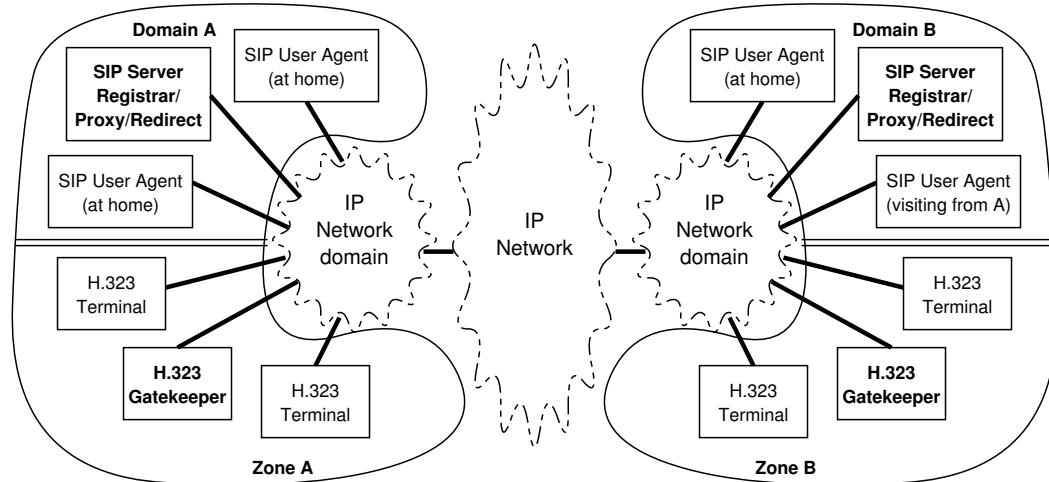 Domain A
SIP Server
Registrar/
Proxy/Redirect
SIP User Agent
(at home)
SIP User Agent
(at home)
IP
Network
domain
H.323
Terminal
H.323
Gatekeeper
H.323
Terminal
Zone A
IP
Network
Domain B
SIP User Agent
(at home)
SIP Server
Registrar/
Proxy/Redirect
SIP User Agent
(visiting from A)
IP
Network
domain
H.323
Terminal
H.323
Gatekeeper
H.323
Terminal
Zone B